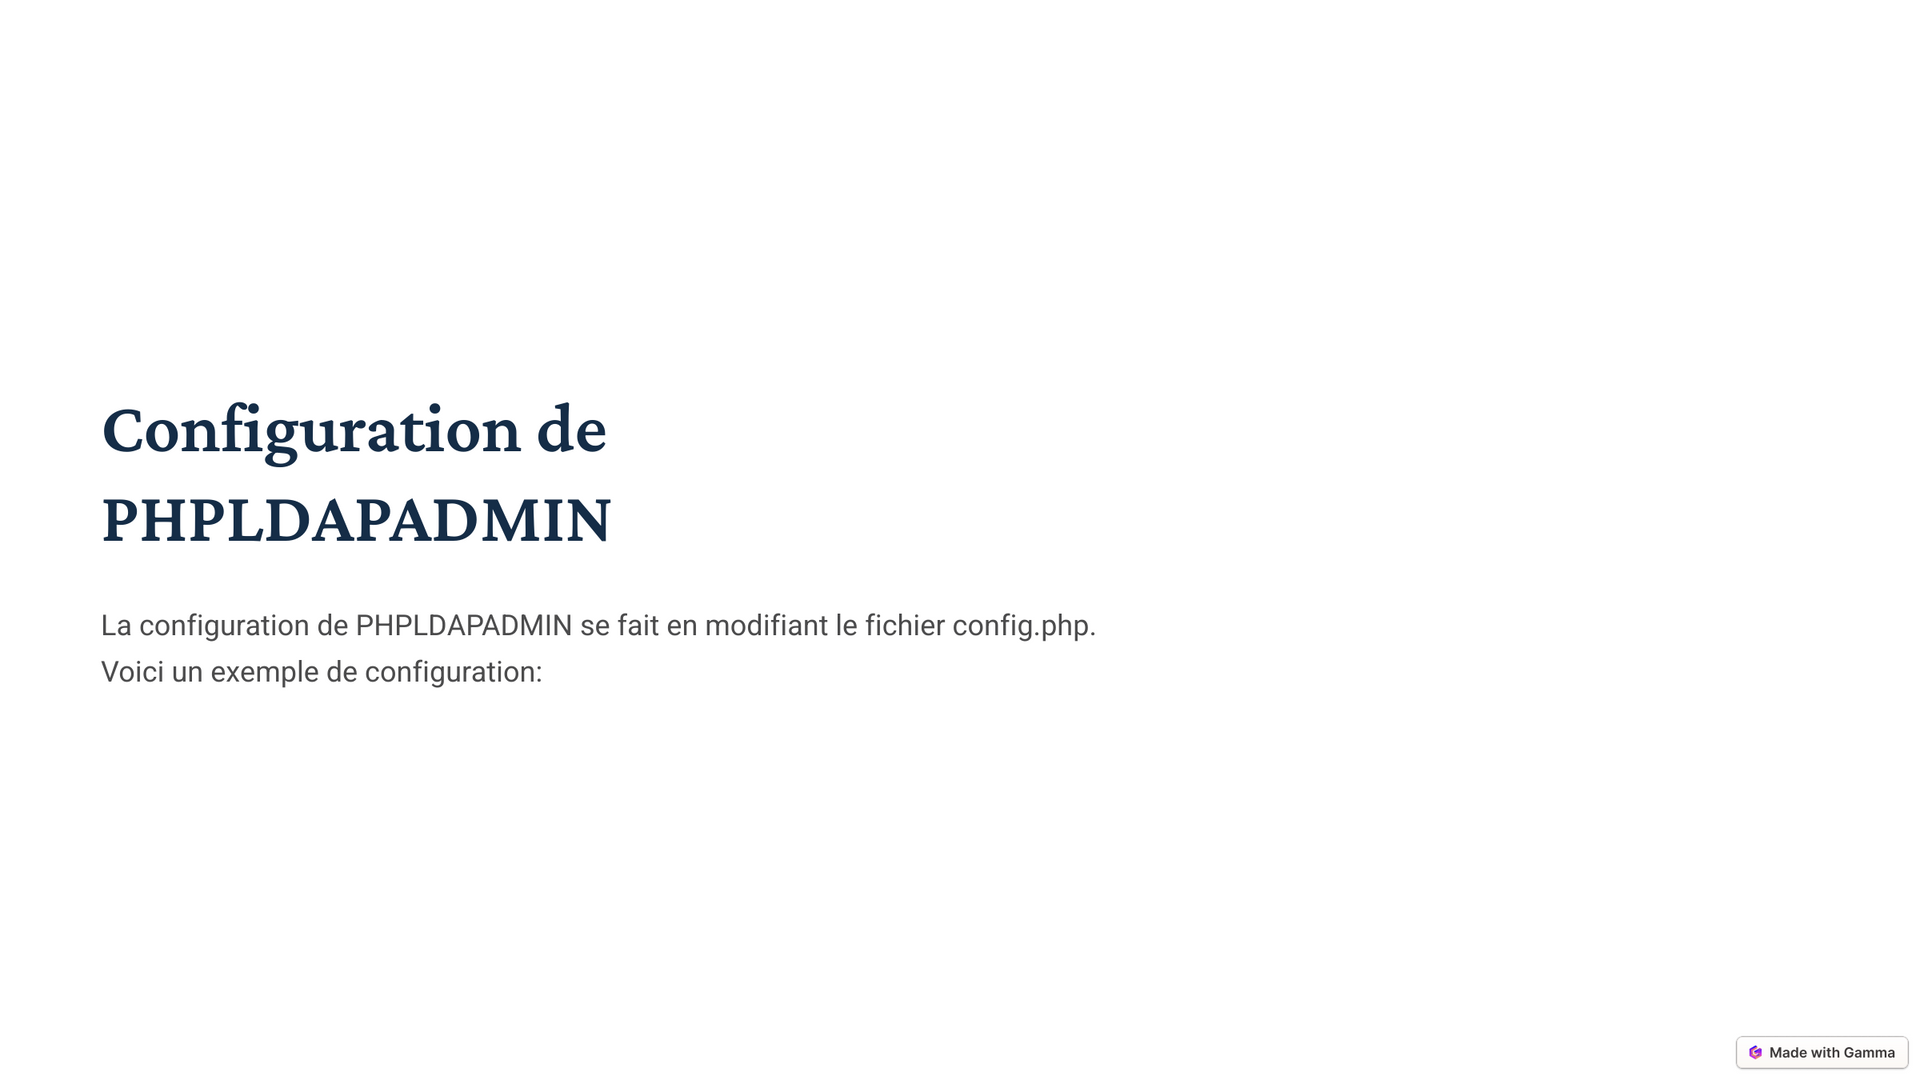 Configuration de
PHPLDAPADMIN
La configuration de PHPLDAPADMIN se fait en modifiant le fichier config.php.
Voici un exemple de configuration:
Made with Gamma